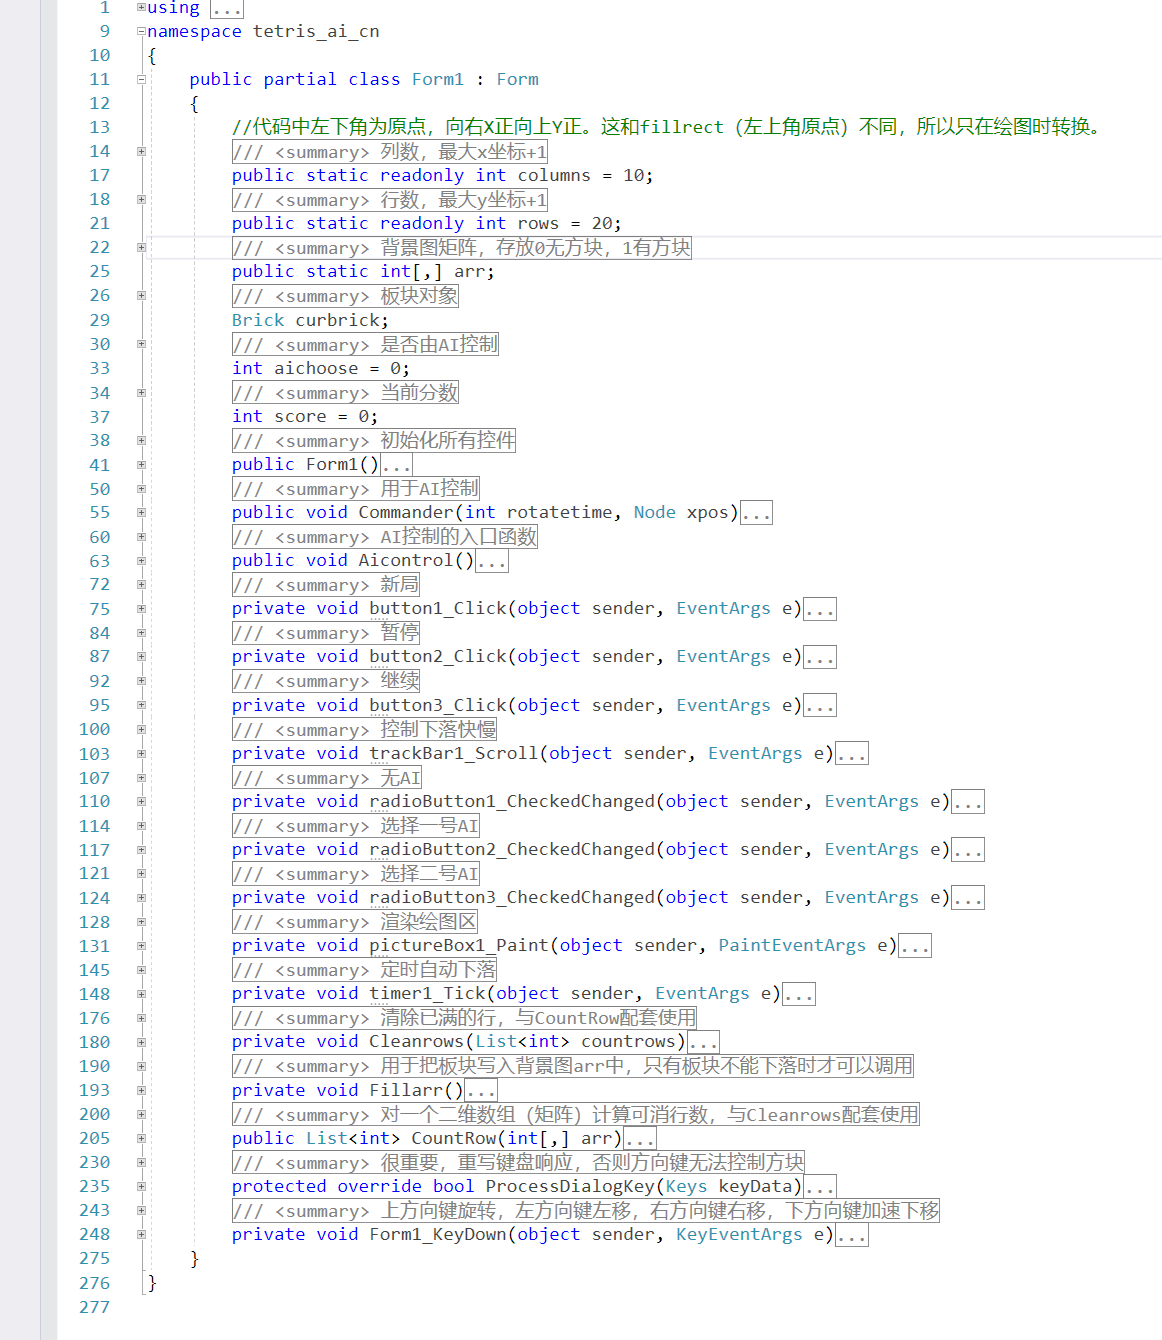 1 using ...
9 namespace tetris_ai_cn
10 {
11 public partial class Form1 : Form
12 {
13 //代码中左下角为原点，向右X正向上Y正。这和fillrect（左上角原点）不同，所以只在绘图时转换。
14 /// <summary> 列数，最大x坐标+1
17 public static readonly int columns = 10;
18 /// <summary> 行数，最大y坐标+1
21 public static readonly int rows = 20;
22 /// <summary> 背景图矩阵，存放0无方块，1有方块
25 public static int[,] arr;
26 /// <summary> 板块对象
29 Brick curbrick;
30 /// <summary> 是否由AI控制
33 int aichoose = 0;
34 /// <summary> 当前分数
37 int score = 0;
38 /// <summary> 初始化所有控件
41 public Form1()...
50 /// <summary> 用于AI控制
55 public void Commander(int rotatetime, Node xpos)...
60 /// <summary> AI控制的入口函数
63 public void Aicontrol()...
72 /// <summary> 新局
75 private void button1_Click(object sender, EventArgs e)...
84 /// <summary> 暂停
87 private void button2_Click(object sender, EventArgs e)...
92 /// <summary> 继续
95 private void button3_Click(object sender, EventArgs e)...
100 /// <summary> 控制下落快慢
103 private void trackBar1_Scroll(object sender, EventArgs e)...
107 /// <summary> 无AI
110 private void radioButton1_CheckedChanged(object sender, EventArgs e)...
114 /// <summary> 选择一号AI
117 private void radioButton2_CheckedChanged(object sender, EventArgs e)...
121 /// <summary> 选择二号AI
124 private void radioButton3_CheckedChanged(object sender, EventArgs e)...
128 /// <summary> 渲染绘图区
131 private void pictureBox1_Paint(object sender, PaintEventArgs e)...
145 /// <summary> 定时自动下落
148 private void timer1_Tick(object sender, EventArgs e)...
176 /// <summary> 清除已满的行，与CountRow配套使用
180 private void Cleanrows(List<int> countrows)...
190 /// <summary> 用于把板块写入背景图arr中，只有板块不能下落时才可以调用
193 private void Fillarr()...
200 /// <summary> 对一个二维数组（矩阵）计算可消行数，与Cleanrows配套使用
205 public List<int> CountRow(int[,] arr)...
230 /// <summary> 很重要，重写键盘响应，否则方向键无法控制方块
235 protected override bool ProcessDialogKey(Keys keyData)...
243 /// <summary> 上方向键旋转，左方向键左移，右方向键右移，下方向键加速下移
248 private void Form1_KeyDown(object sender, KeyEventArgs e)...
275 }
276 }
277